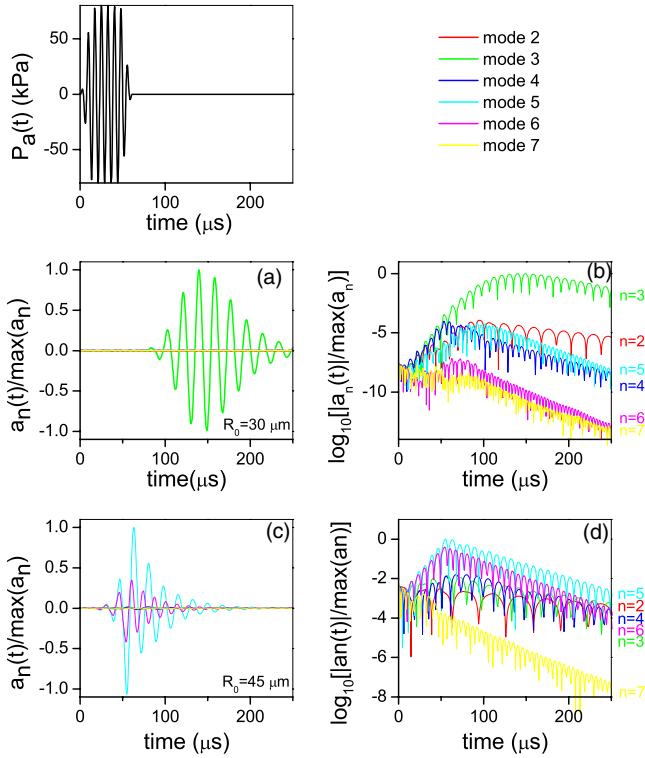 50
0
-50
P_a(t) (kPa)
0 100 200
time (μs)
mode 2
mode 3
mode 4
mode 5
mode 6
mode 7
(a)
1.0
0.5
0.0
-0.5
-1.0
a_n(t)/max(a_n)
R_0=30 μm
0 100 200
time(μs)
(b)
0
-5
-10
log_10[|a_n(t)|/max(a_n)]
n=3
n=2
n=5
n=4
n=6
n=7
0 100 200
time (μs)
(c)
1.0
0.5
0.0
-0.5
-1.0
a_n(t)/max(a_n)
R_0=45 μm
0 100 200
time (μs)
(d)
0
-2
-4
-6
-8
log_10[|an(t)|/max(an)]
n=5
n=2
n=4
n=6
n=3
n=7
0 100 200
time (μs)